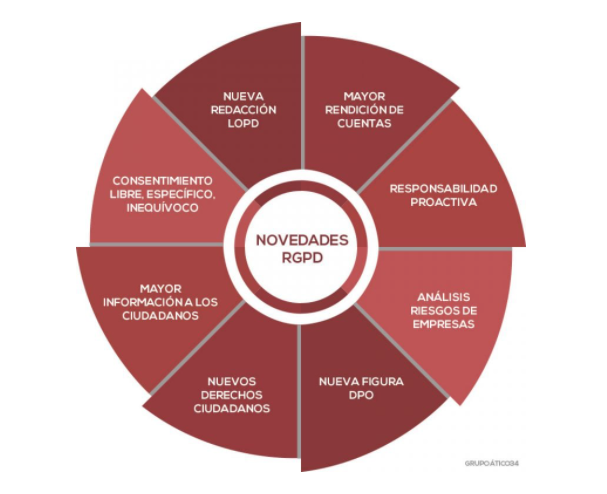 NOVEDADES
RGPD
NUEVA
REDACCIÓN
LOPD
MAYOR
RENDICIÓN DE
CUENTAS
RESPONSABILIDAD
PROACTIVA
ANÁLISIS
RIESGOS DE
EMPRESAS
NUEVA FIGURA
DPO
NUEVOS
DERECHOS
CIUDADANOS
MAYOR
INFORMACIÓN A LOS
CIUDADANOS
CONSENTIMIENTO
LIBRE, ESPECÍFICO,
INEQUÍVOCO
GRUPOÁTICO34